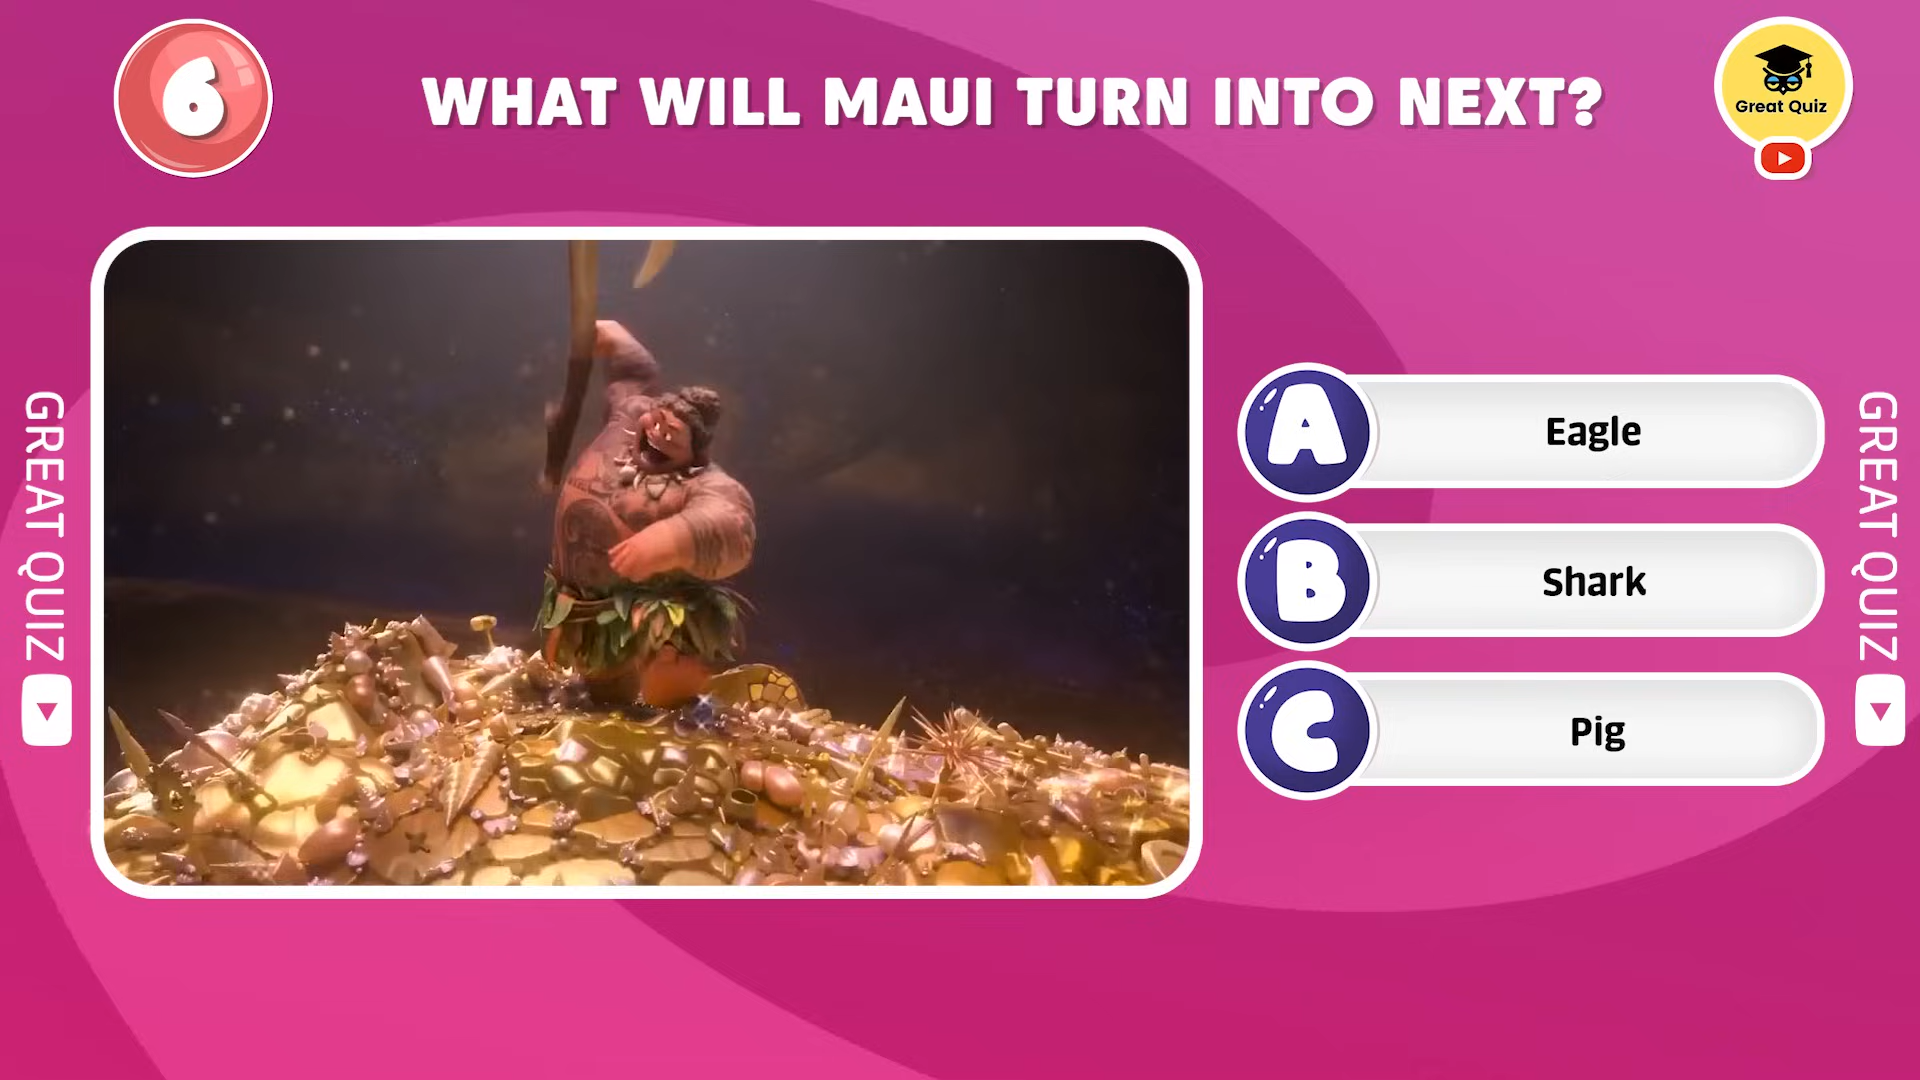 6
WHAT WILL MAUI TURN INTO NEXT?
Great Quiz
GREAT QUIZ
A
Eagle
B
Shark
C
Pig
GREAT QUIZ